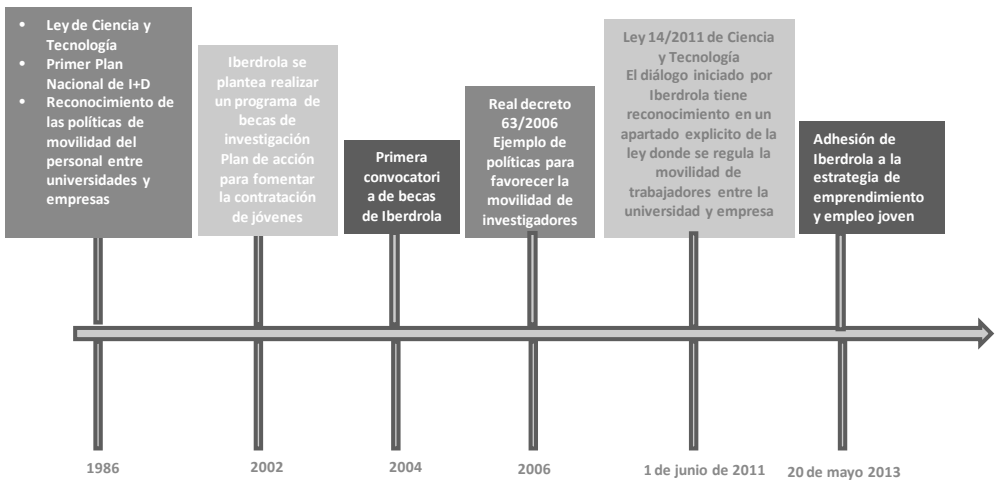 • Ley de Ciencia y
Tecnología
• Primer Plan
Nacional de I+D
• Reconocimiento de
las políticas de
movilidad del
personal entre
universidades y
empresas
Iberdrola se
plantea realizar
un programa de
becas de
investigación
Plan de acción
para fomentar
la contratación
de jóvenes
Primera
convocatori
a de becas
de Iberdrola
Real decreto
63/2006
Ejemplo de
políticas para
favorecer la
movilidad de
investigadores
Ley 14/2011 de Ciencia
y Tecnología
El diálogo iniciado por
Iberdrola tiene
reconocimiento en un
apartado explicito de la
ley donde se regula la
movilidad de
trabajadores entre la
universidad y empresa
Adhesión de
Iberdrola a la
estrategia de
emprendimiento
y empleo joven
1986
2002
2004
2006
1 de junio de 2011
20 de mayo 2013